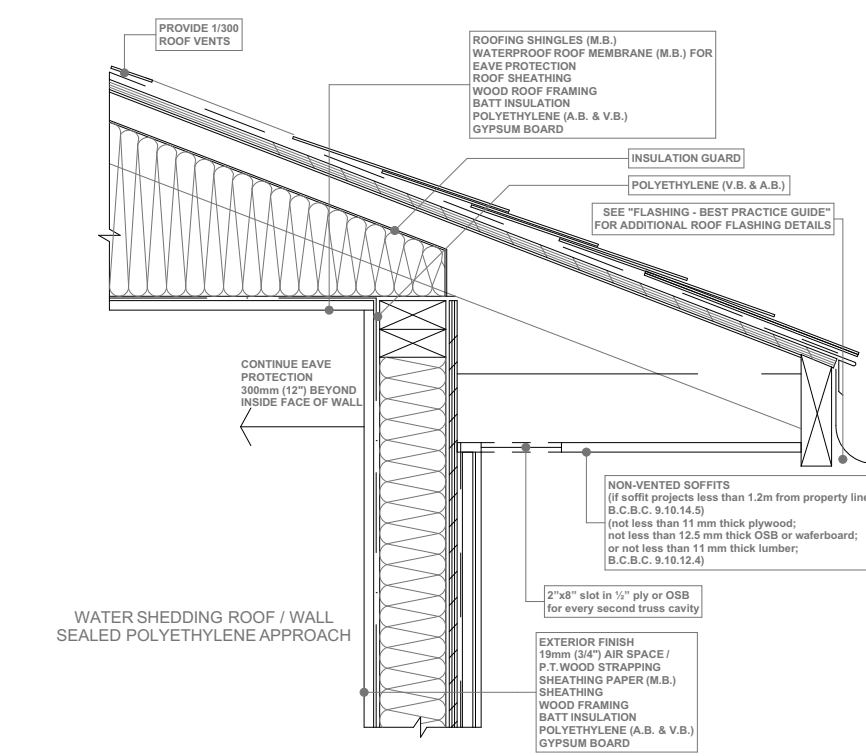 PROVIDE 1/300
ROOF VENTS
ROOFING SHINGLES (M.B.)
WATERPROOF ROOF MEMBRANE (M.B.) FOR
EAVE PROTECTION
ROOF SHEATHING
WOOD ROOF FRAMING
BATT INSULATION
POLYETHYLENE (A.B. & V.B.)
GYPSUM BOARD
INSULATION GUARD
POLYETHYLENE (V.B. & A.B.)
SEE "FLASHING - BEST PRACTICE GUIDE"
FOR ADDITIONAL ROOF FLASHING DETAILS
CONTINUE EAVE
PROTECTION
300mm (12") BEYOND
INSIDE FACE OF WALL
NON-VENTED SOFFITS
(if soffit projects less than 1.2m from property line
B.C.B.C. 9.10.14.5)
(not less than 11 mm thick plywood;
not less than 12.5 mm thick OSB or waferboard;
or not less than 11 mm thick lumber;
B.C.B.C. 9.10.12.4)
2”x8” slot in ½” ply or OSB
for every second truss cavity
WATER SHEDDING ROOF / WALL
SEALED POLYETHYLENE APPROACH
EXTERIOR FINISH
19mm (3/4") AIR SPACE /
P.T.WOOD STRAPPING
SHEATHING PAPER (M.B.)
SHEATHING
WOOD FRAMING
BATT INSULATION
POLYETHYLENE (A.B. & V.B.)
GYPSUM BOARD